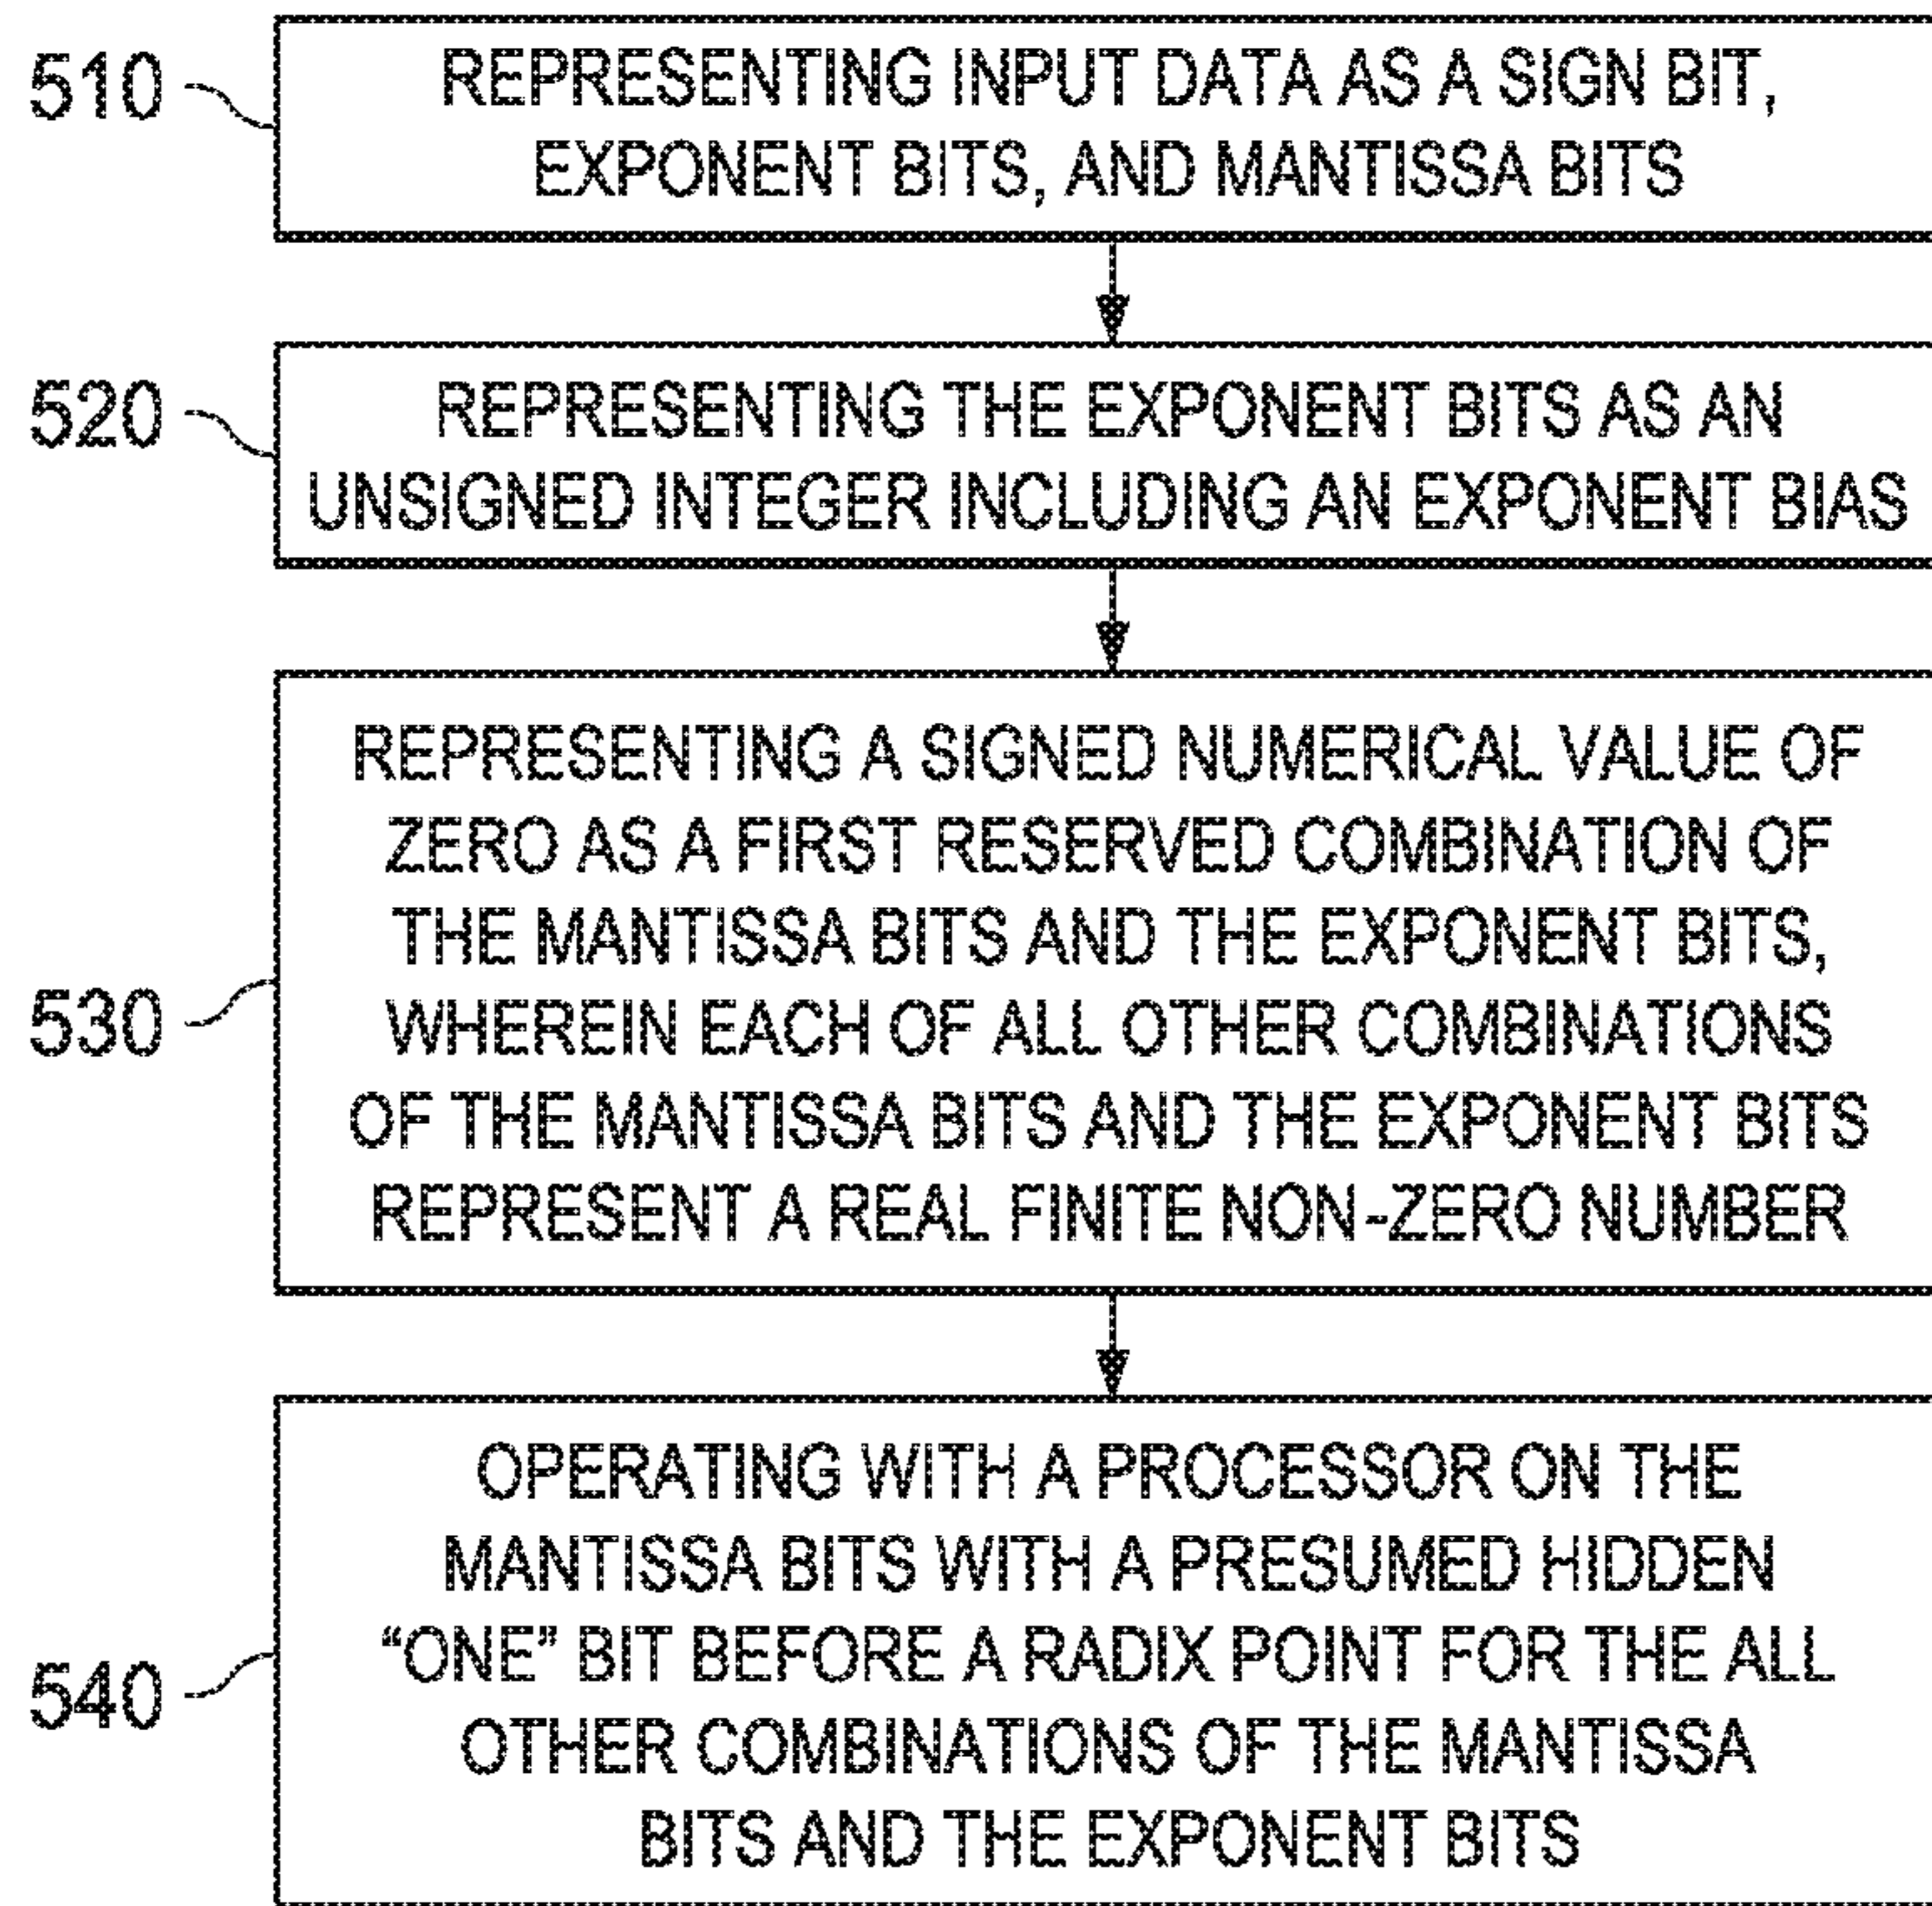 510
REPRESENTING INPUT DATA AS A SIGN BIT,
EXPONENT BITS, AND MANTISSA BITS
520
REPRESENTING THE EXPONENT BITS AS AN
UNSIGNED INTEGER INCLUDING AN EXPONENT BIAS
530
REPRESENTING A SIGNED NUMERICAL VALUE OF
ZERO AS A FIRST RESERVED COMBINATION OF
THE MANTISSA BITS AND THE EXPONENT BITS,
WHEREIN EACH OF ALL OTHER COMBINATIONS
OF THE MANTISSA BITS AND THE EXPONENT BITS
REPRESENT A REAL FINITE NON-ZERO NUMBER
540
OPERATING WITH A PROCESSOR ON THE
MANTISSA BITS WITH A PRESUMED HIDDEN
“ONE” BIT BEFORE A RADIX POINT FOR THE ALL
OTHER COMBINATIONS OF THE MANTISSA
BITS AND THE EXPONENT BITS